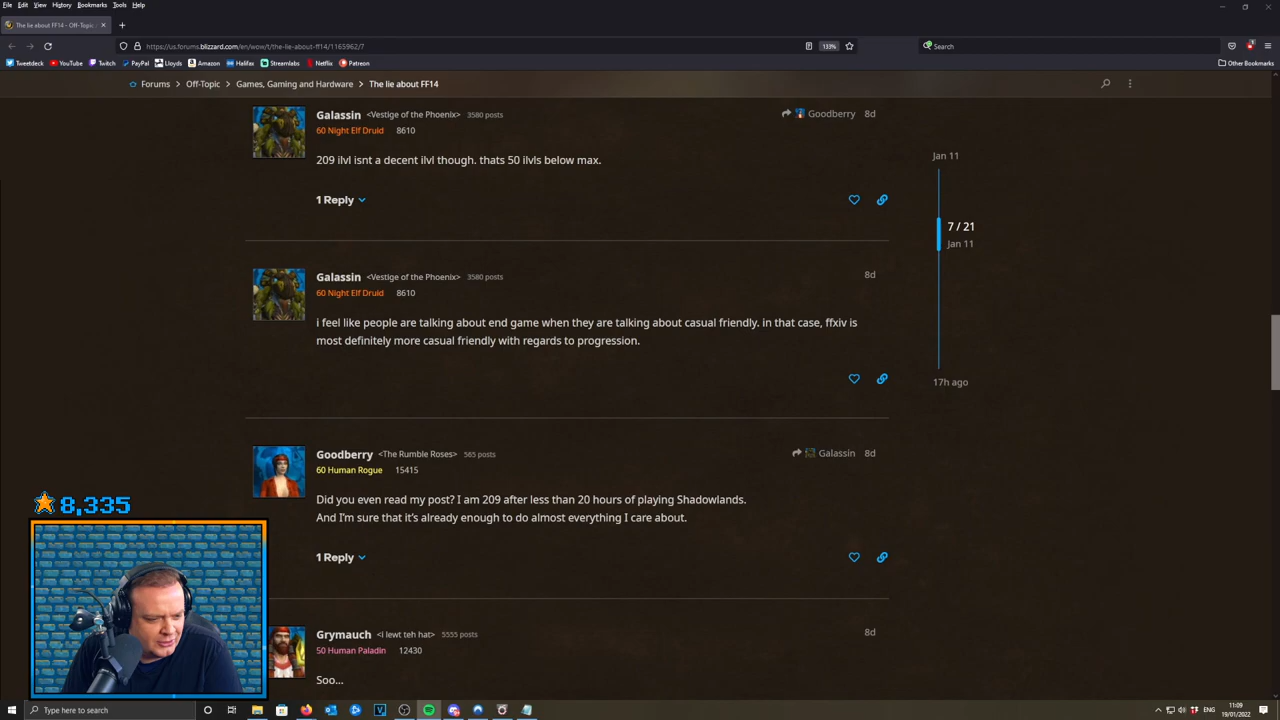 File Edit View History Bookmarks Tools Help
The lie about FF14 - Off-Topic
https://us.forums.blizzard.com/en/wow/t/the-lie-about-ff14/1165962/7
133%
Search
Tweetdeck YouTube Twitch PayPal Lloyds Amazon Halifax Streamlabs Netflix Patreon
Other Bookmarks
Forums > Off-Topic > Games, Gaming and Hardware > The lie about FF14
Galassin <Vestige of the Phoenix> 3580 posts
Goodberry 8d
60 Night Elf Druid 8610
209 ilvl isnt a decent ilvl though. thats 50 ilvls below max.
1 Reply
Jan 11
7 / 21
Jan 11
17h ago
Galassin <Vestige of the Phoenix> 3580 posts
8d
60 Night Elf Druid 8610
i feel like people are talking about end game when they are talking about casual friendly. in that case, ffxiv is
most definitely more casual friendly with regards to progression.
Goodberry <The Rumble Roses> 565 posts
Galassin 8d
60 Human Rogue 15415
Did you even read my post? I am 209 after less than 20 hours of playing Shadowlands.
And I'm sure that it's already enough to do almost everything I care about.
1 Reply
8,335
Grymauch <i lewt teh hat> 5555 posts
8d
50 Human Paladin 12430
Soo...
Type here to search
11:09
19/01/2022